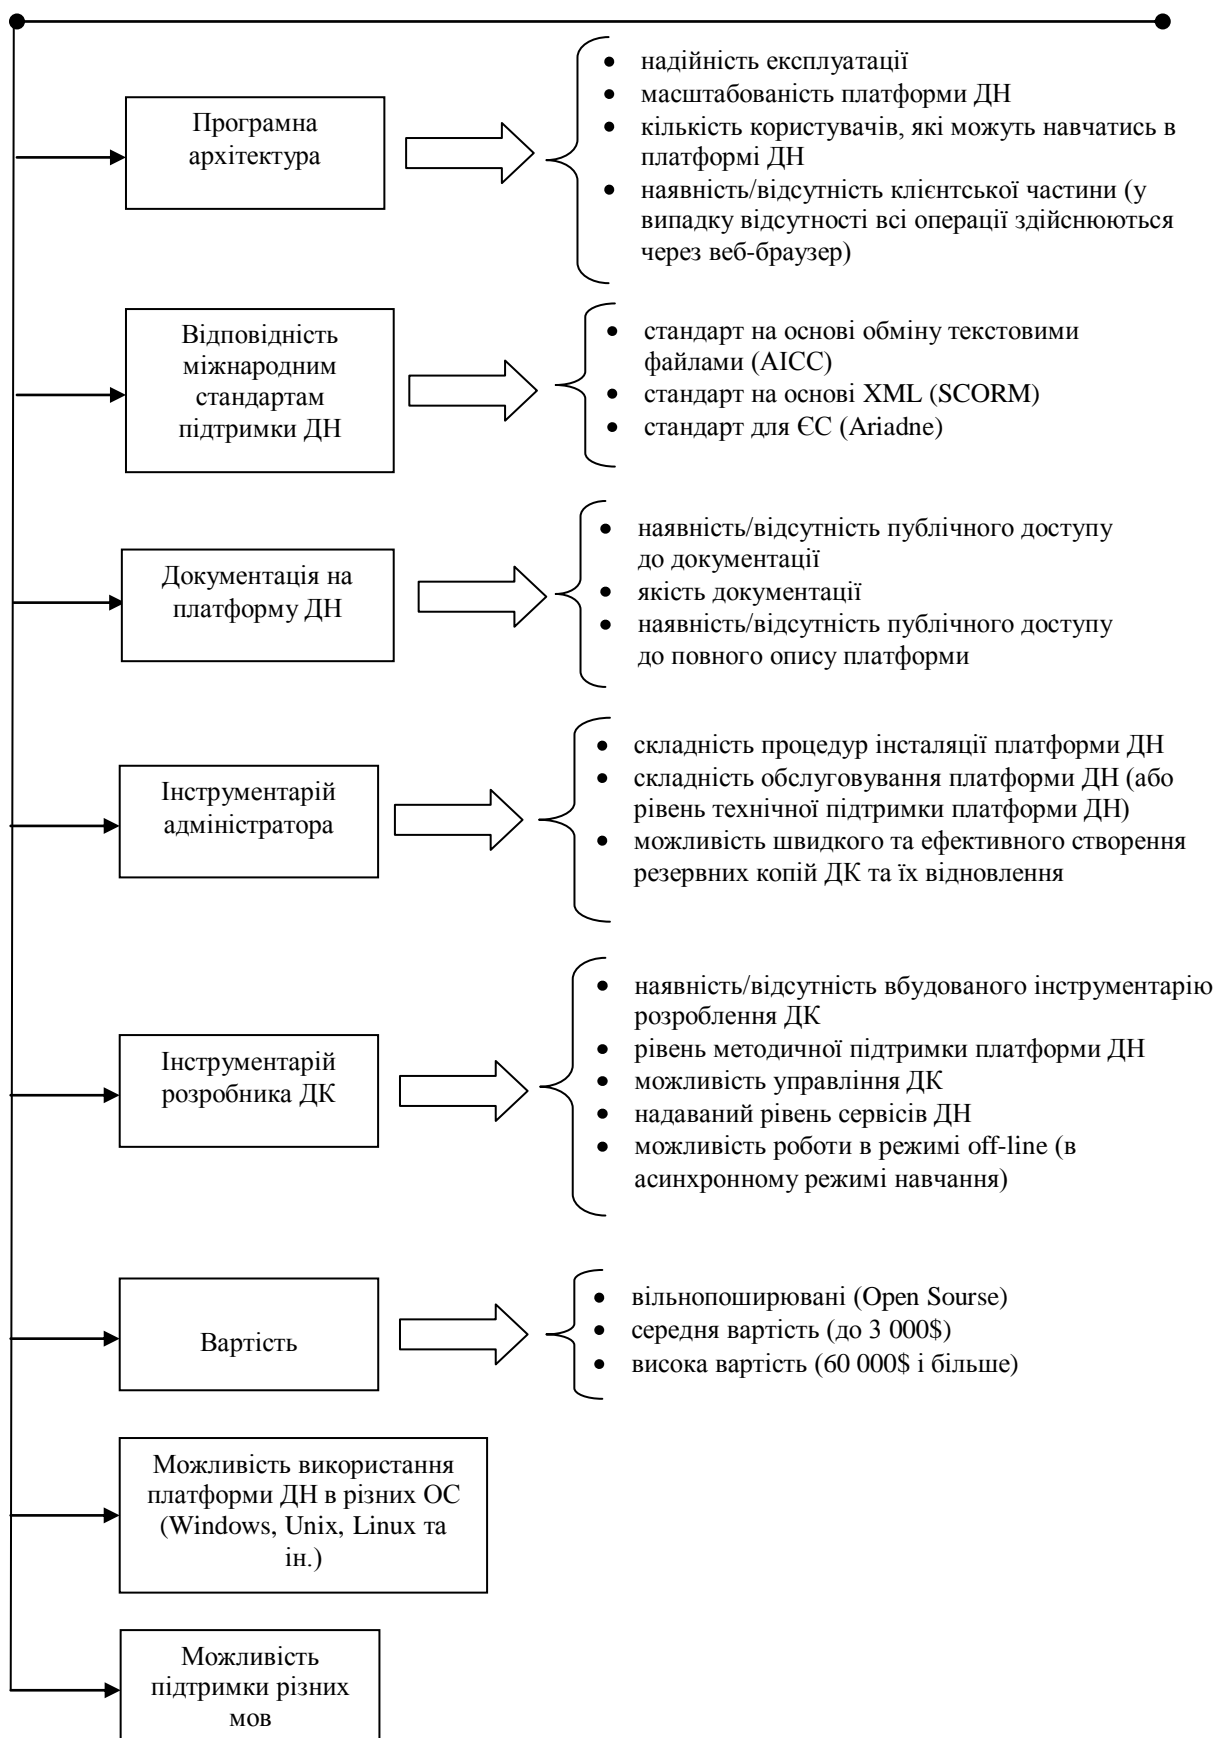 Програмна
архітектура
надійність експлуатації
масштабованість платформи ДН
кількість користувачів, які можуть навчатись в
платформі ДН
наявність/відсутність клієнтської частини (у
випадку відсутності всі операції здійснюються
через веб-браузер)
Відповідність
міжнародним
стандартам
підтримки ДН
стандарт на основі обміну текстовими
файлами (AICC)
стандарт на основі XML (SCORM)
стандарт для ЄС (Ariadne)
Документація на
платформу ДН
наявність/відсутність публічного доступу
до документації
якість документації
наявність/відсутність публічного доступу
до повного опису платформи
Інструментарій
адміністратора
складність процедур інсталяції платформи ДН
складність обслуговування платформи ДН (або
рівень технічної підтримки платформи ДН)
можливість швидкого та ефективного створення
резервних копій ДК та їх відновлення
Інструментарій
розробника ДК
наявність/відсутність вбудованого інструментарію
розроблення ДК
рівень методичної підтримки платформи ДН
можливість управління ДК
надаваний рівень сервісів ДН
можливість роботи в режимі off-line (в
асинхронному режимі навчання)
Вартість
вільнопоширювані (Open Sourse)
середня вартість (до 3 000$)
висока вартість (60 000$ і більше)
Можливість використання
платформи ДН в різних ОС
(Windows, Unix, Linux та
ін.)
Можливість
підтримки різних
мов